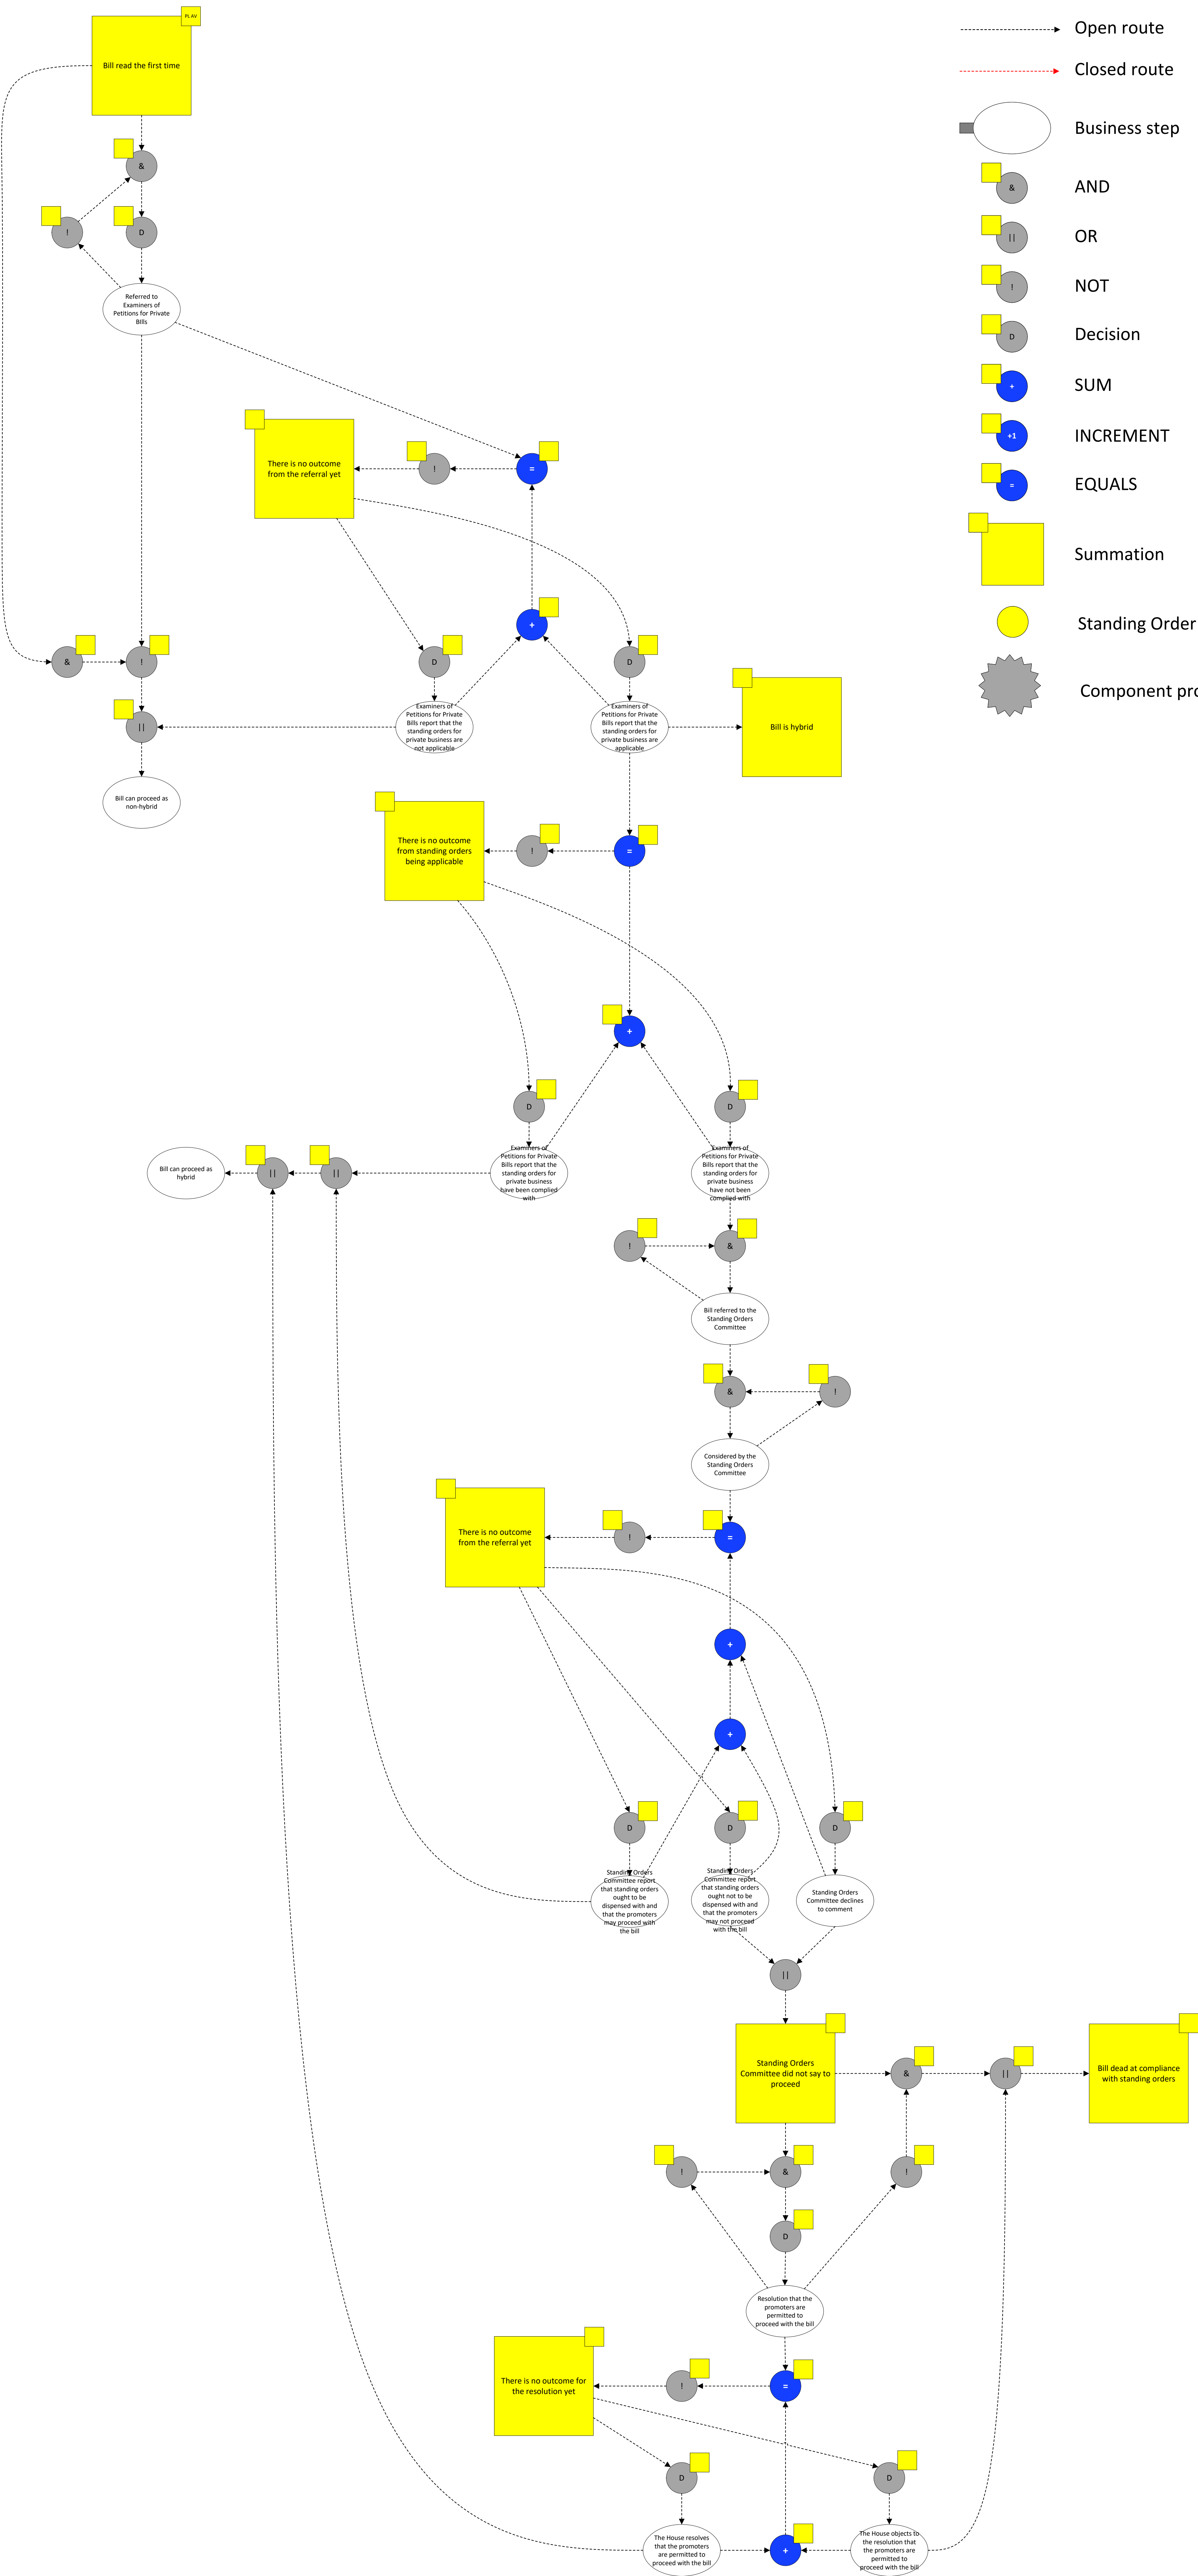 PLAV
Bill read the first time
&
!
D
Referred to
Examiners of
Petitions for Private
BIlls
There is no outcome
from the referral yet
!
=
+
&
!
D
D
||
Examiners of
Petitions for Private
Bills report that the
standing orders for
private business are
not applicable
Examiners of
Petitions for Private
Bills report that the
standing orders for
private business are
applicable
Bill is hybrid
Bill can proceed as
non-hybrid
There is no outcome
from standing orders
being applicable
!
=
+
D
D
Bill can proceed as
hybrid
||
||
Examiners of
Petitions for Private
Bills report that the
standing orders for
private business
have been complied
with
Examiners of
Petitions for Private
Bills report that the
standing orders for
private business
have not been
complied with
!
&
Bill referred to the
Standing Orders
Committee
&
!
Considered by the
Standing Orders
Committee
There is no outcome
from the referral yet
!
=
+
+
D
D
D
Standing Orders
Committee report
that standing orders
ought to be
dispensed with and
that the promoters
may proceed with
the bill
Standing Orders
Committee report
that standing orders
ought not to be
dispensed with and
that the promoters
may not proceed
with the bill
Standing Orders
Committee declines
to comment
||
Standing Orders
Committee did not say to
proceed
&
||
Bill dead at compliance
with standing orders
!
&
!
D
Resolution that the
promoters are
permitted to
proceed with the bill
There is no outcome for
the resolution yet
!
=
D
D
The House resolves
that the promoters
are permitted to
proceed with the bill
+
The House objects to
the resolution that
the promoters are
permitted to
proceed with the bill
Open route
Closed route
Business step
& AND
|| OR
! NOT
D Decision
+ SUM
+1 INCREMENT
= EQUALS
Summation
Standing Order
Component pro